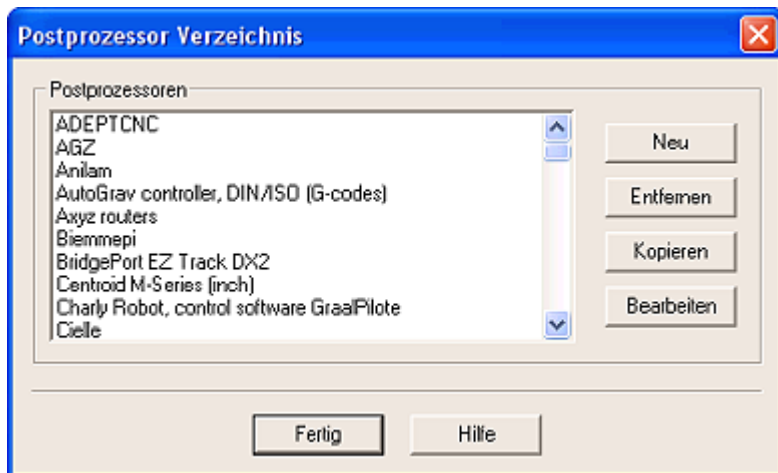 Postprozessor Verzeichnis
Postprozessoren
ADEPTCNC
AGZ
Anilam
AutoGrav controller, DIN/ISO (G-codes)
Axyz routers
Biemmepi
BridgePort EZ Track DX2
Centroid M-Series (inch)
Charly Robot, control software GraalPilote
Cielle
Neu
Entfernen
Kopieren
Bearbeiten
Fertig
Hilfe